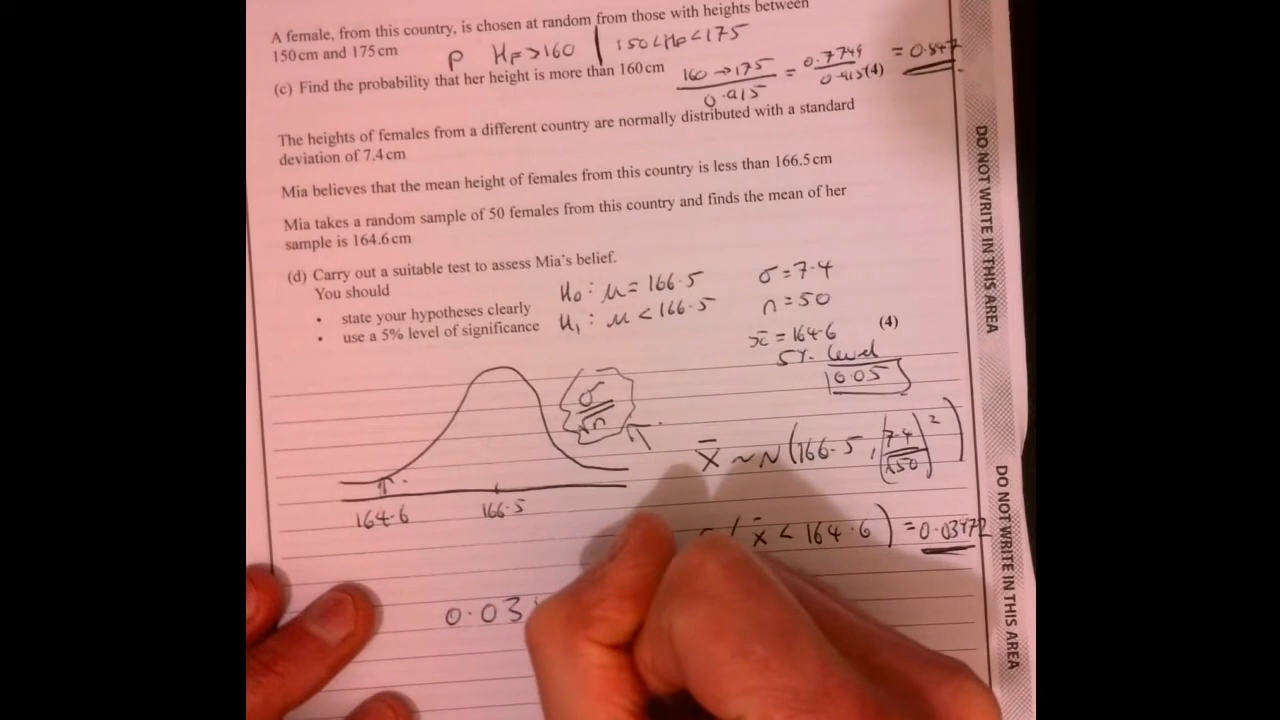 A female, from this country, is chosen at random from those with heights between
150 cm and 175 cm
P HF > 160 | 150 < HF < 175
(c) Find the probability that her height is more than 160 cm
160 → 175
0.915
= 0.7749
0.915
(4)
= 0.847
The heights of females from a different country are normally distributed with a standard
deviation of 7.4 cm
Mia believes that the mean height of females from this country is less than 166.5 cm
Mia takes a random sample of 50 females from this country and finds the mean of her
sample is 164.6 cm
(d) Carry out a suitable test to assess Mia's belief.
You should
• state your hypotheses clearly
• use a 5% level of significance
H₀ : μ = 166.5
H₁ : μ < 166.5
σ = 7.4
n = 50
x̄ = 164.6
(4)
5% level
0.05
σ
√n
X̄ ~ N(166.5, (7.4/√50)²)
164.6
166.5
x̄ < 164.6) = 0.03472
0.03
DO NOT WRITE IN THIS AREA
DO NOT WRITE IN THIS AREA